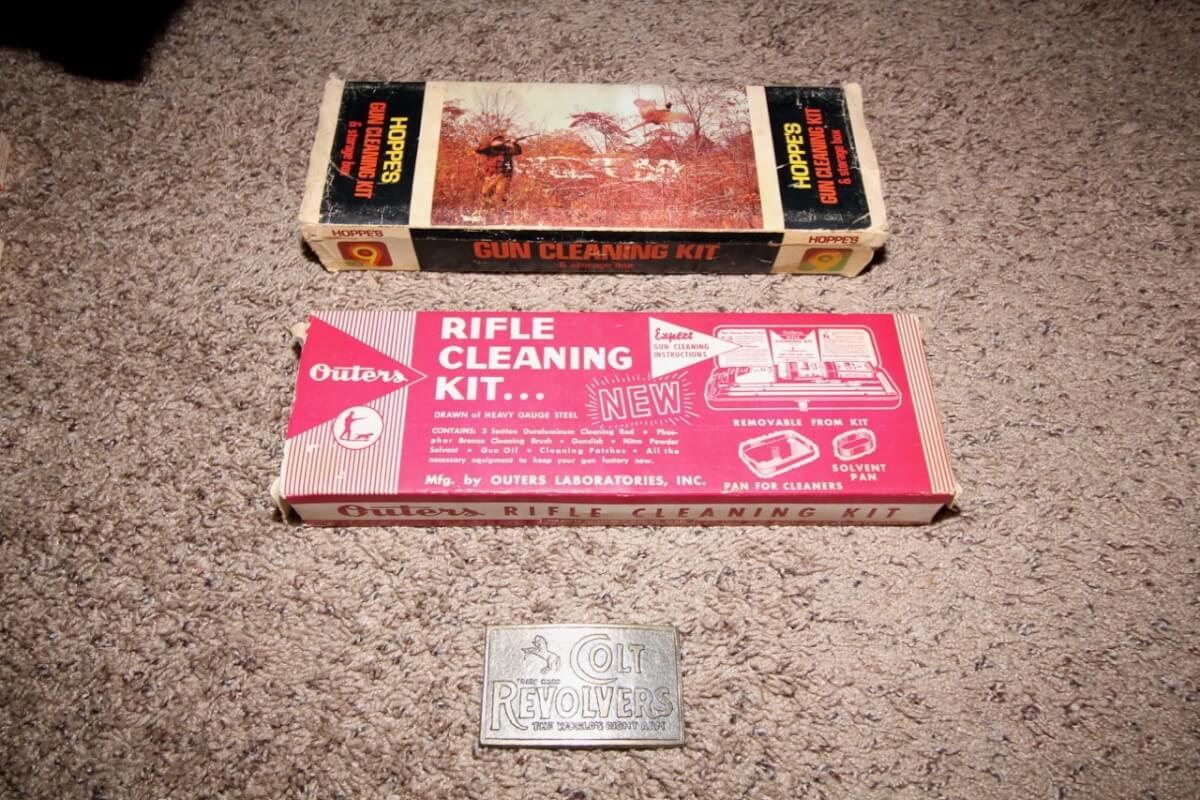 HOPPE'S
GUN CLEANING KIT
& storage box
HOPPE'S
GUN CLEANING KIT
& storage box
HOPPE'S
9
GUN CLEANING KIT
& storage box
HOPPE'S
9
Outers
RIFLE
CLEANING
KIT...
NEW
DRAWN of HEAVY GAUGE STEEL
CONTAINS: 3 Section Duraluminum Cleaning Rod • Phos-
phor Bronze Cleaning Brush • Gunslick • Nitro Powder
Solvent • Gun Oil • Cleaning Patches • All the
necessary equipment to keep your gun factory new.
Mfg. by OUTERS LABORATORIES, INC.
Expert
GUN CLEANING
INSTRUCTIONS
REMOVABLE FROM KIT
PAN FOR CLEANERS
SOLVENT
PAN
Outers RIFLE CLEANING KIT
COLT
REVOLVERS
THE WORLD'S RIGHT ARM